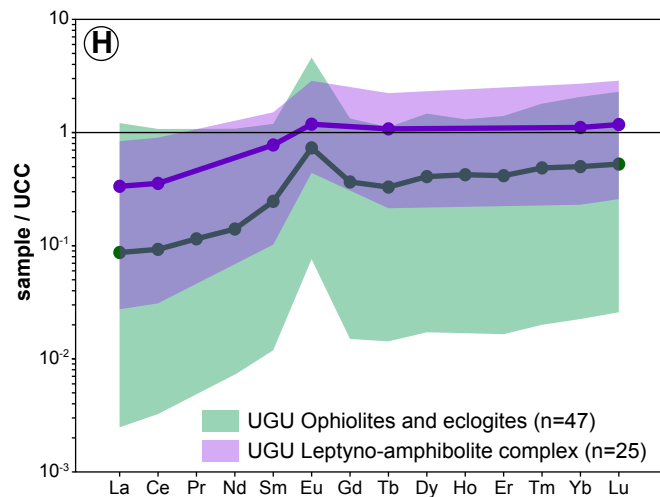 H
10
1
10⁻¹
10⁻²
10⁻³
sample / UCC
UGU Ophiolites and eclogites (n=47)
UGU Leptyno-amphibolite complex (n=25)
La Ce Pr Nd Sm Eu Gd Tb Dy Ho Er Tm Yb Lu